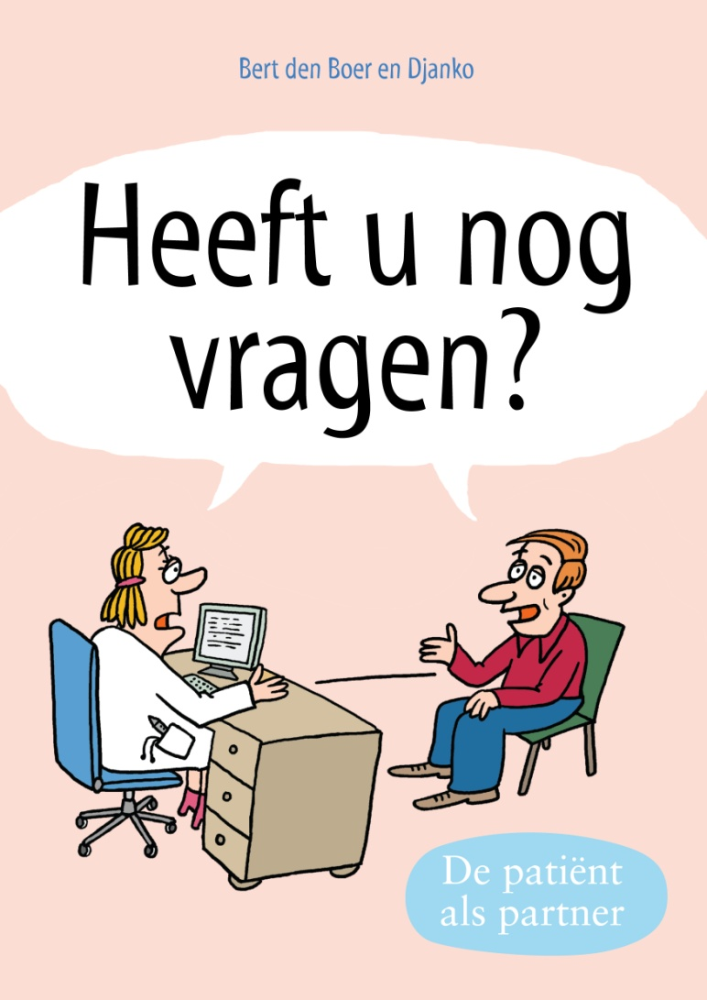 Bert den Boer en Djanko
Heeft u nog
vragen?
De patiënt
als partner